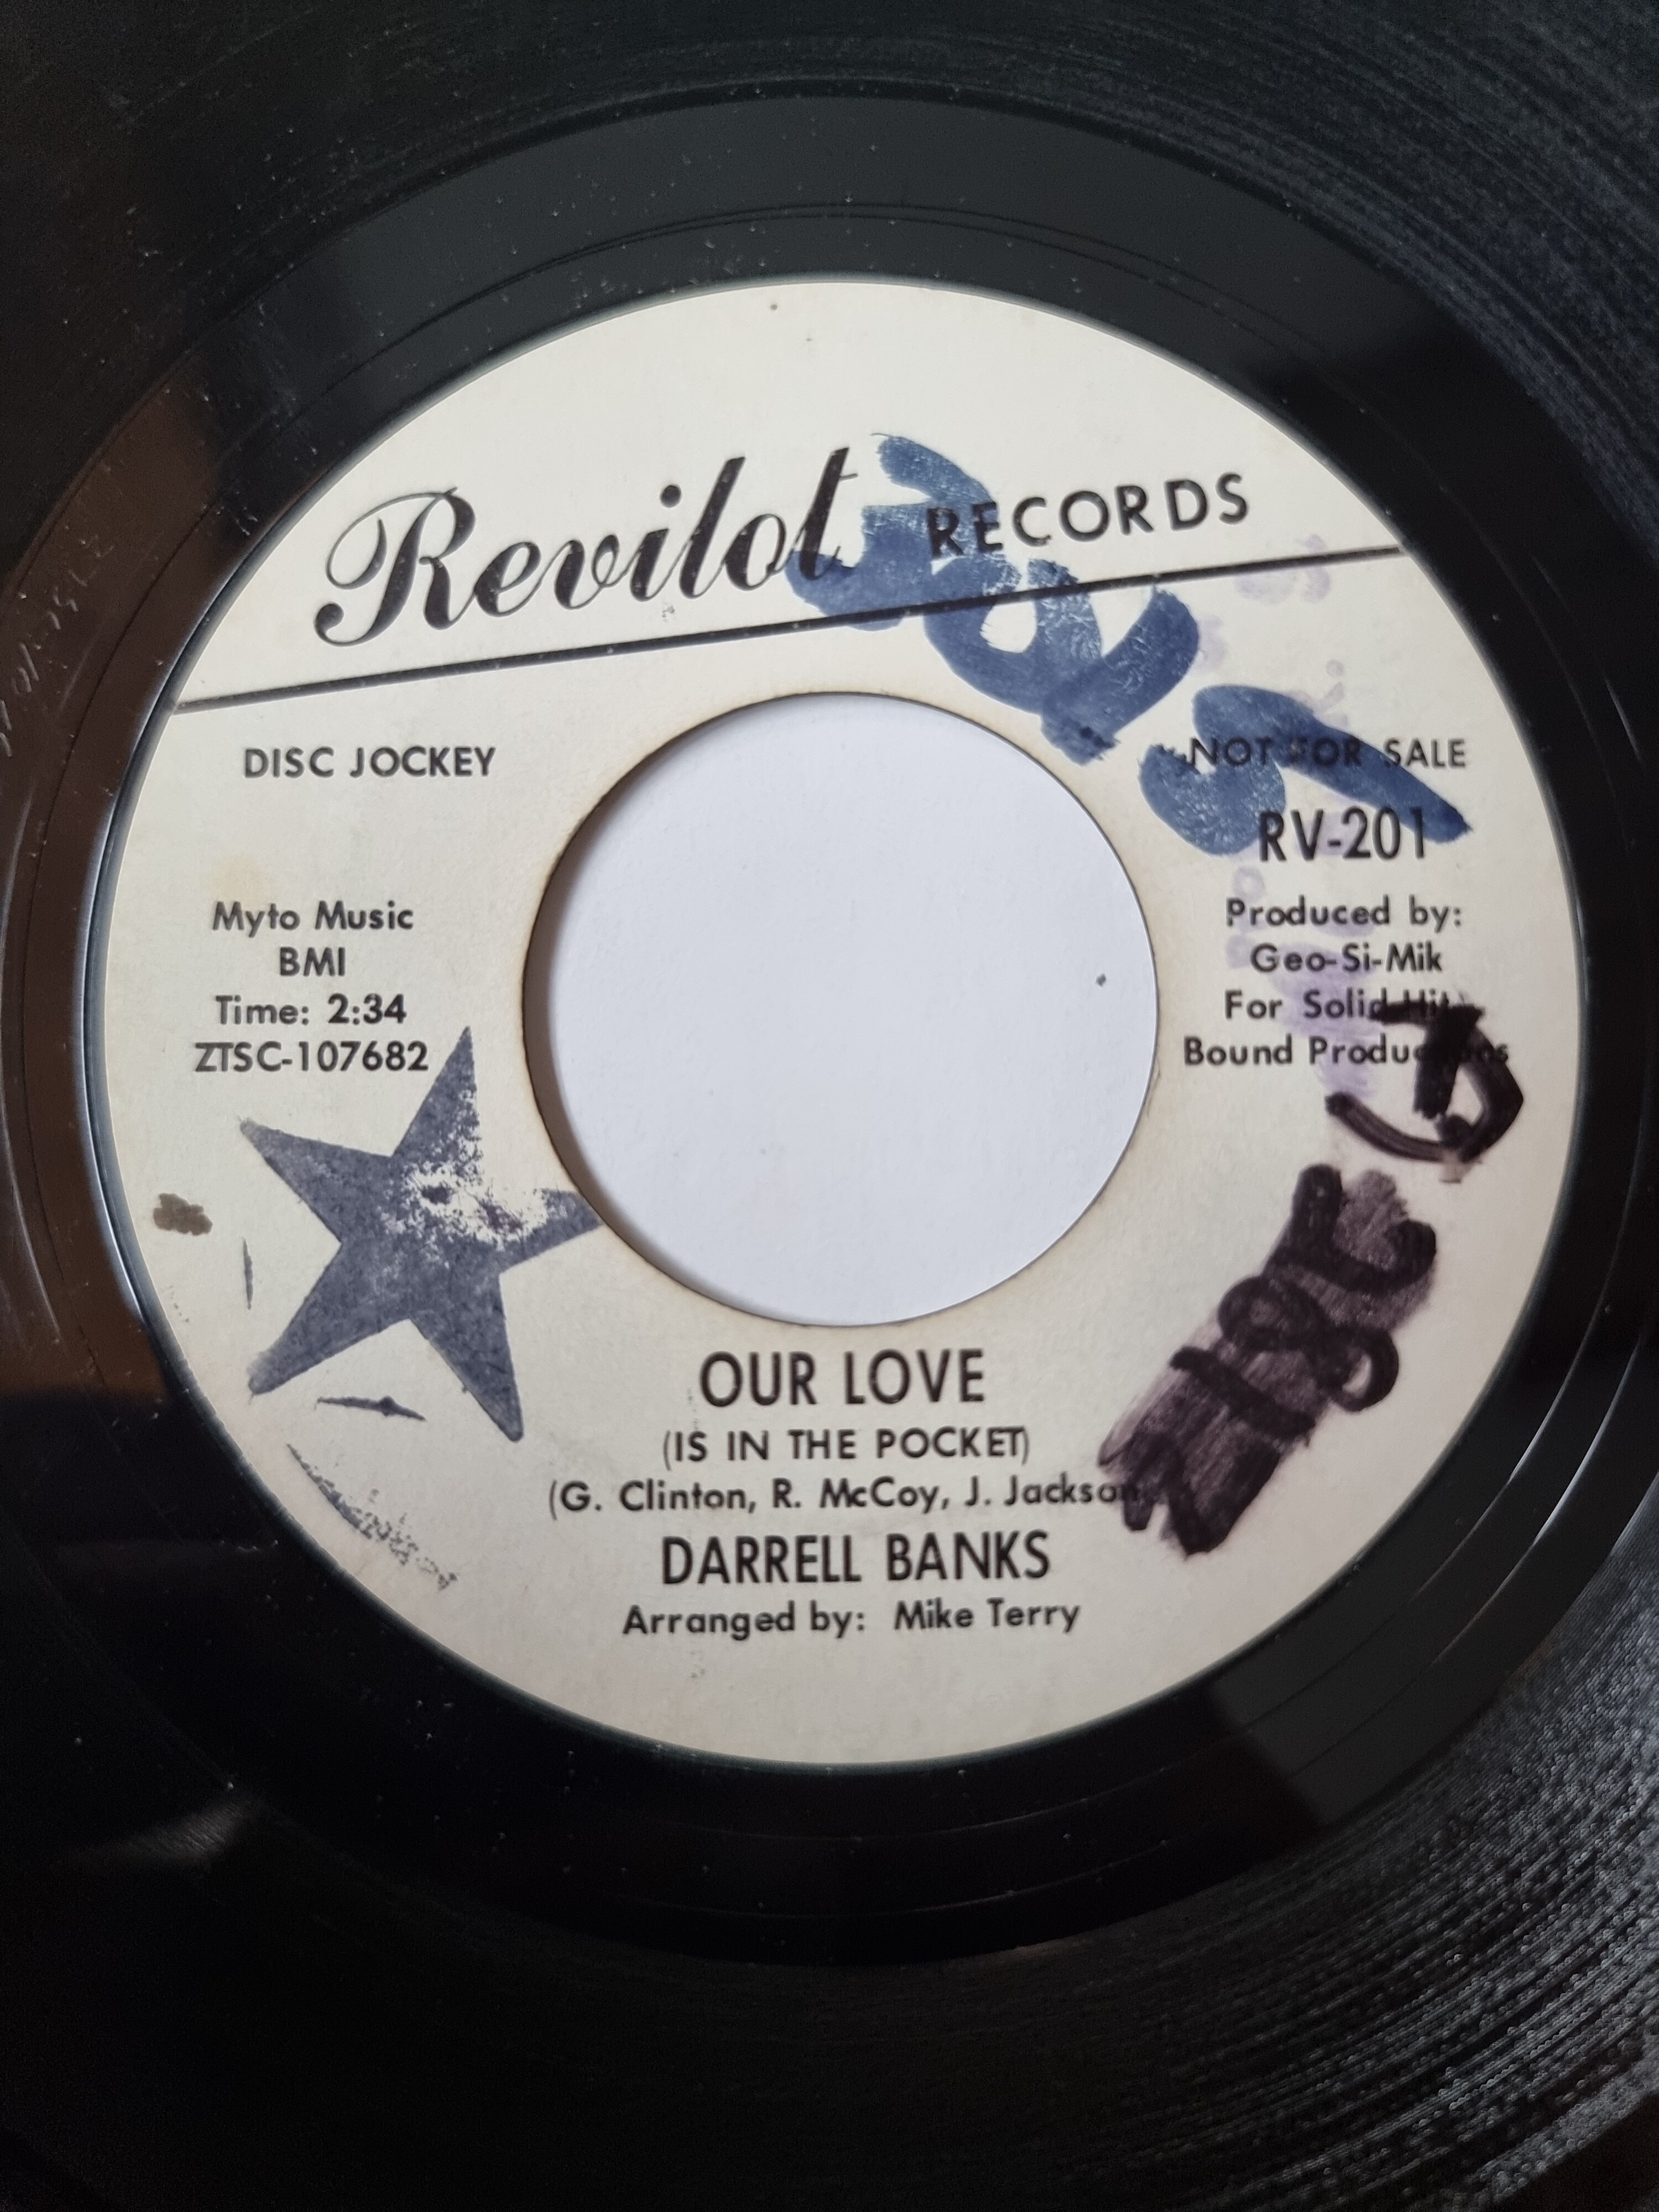 Revilot RECORDS
DISC JOCKEY
NOT FOR SALE
RV-201
Myto Music
BMI
Time: 2:34
ZTSC-107682
Produced by:
Geo-Si-Mik
For Solid Hit
Bound Productions
OUR LOVE
(IS IN THE POCKET)
(G. Clinton, R. McCoy, J. Jackson
DARRELL BANKS
Arranged by: Mike Terry